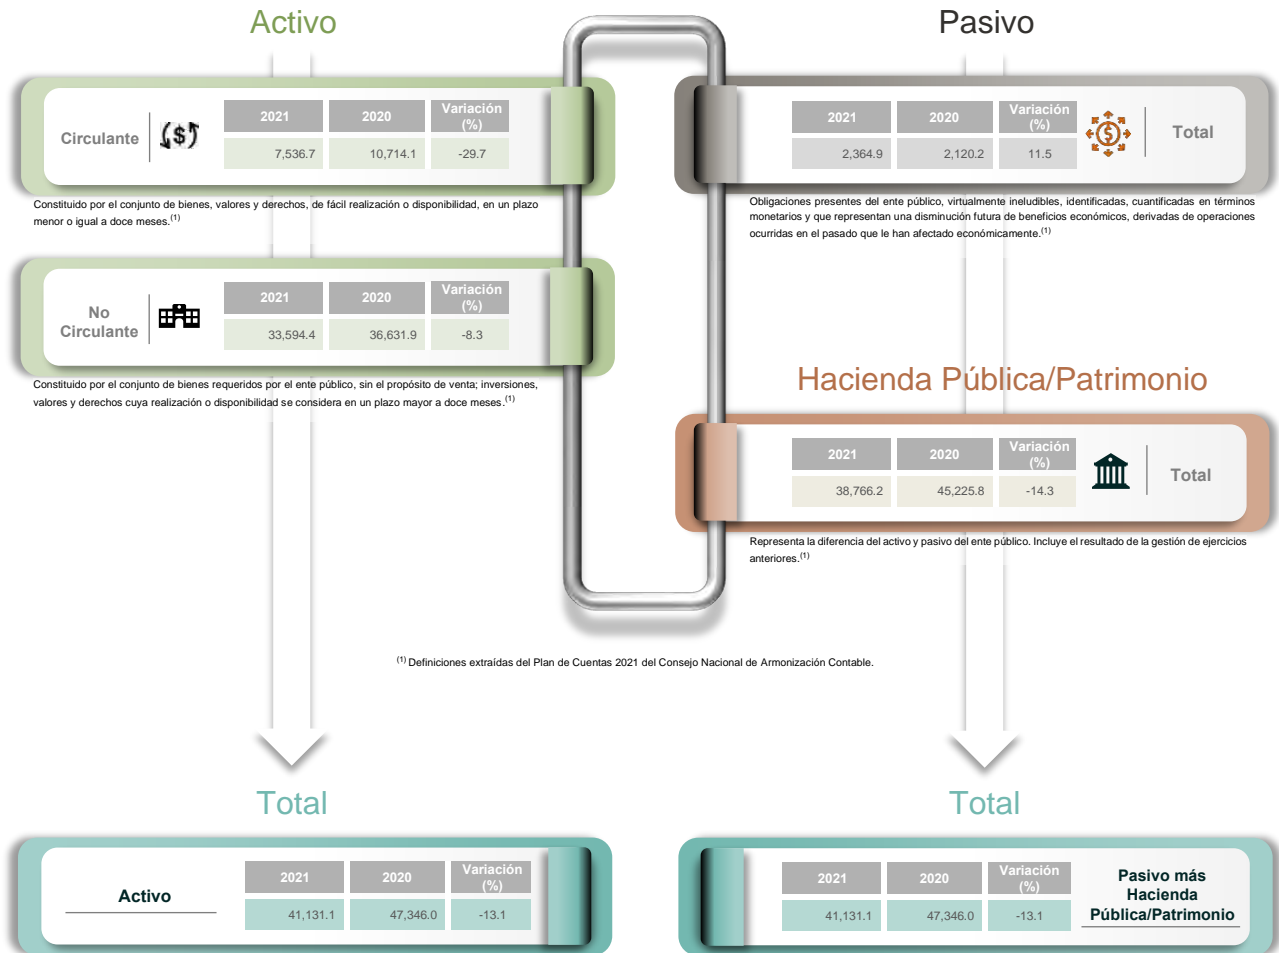 Activo
Circulante
2021 2020 Variación (%)
7,536.7 10,714.1 -29.7
Constituido por el conjunto de bienes, valores y derechos, de fácil realización o disponibilidad, en un plazo
menor o igual a doce meses.(1)
No
Circulante
2021 2020 Variación (%)
33,594.4 36,631.9 -8.3
Constituido por el conjunto de bienes requeridos por el ente público, sin el propósito de venta; inversiones,
valores y derechos cuya realización o disponibilidad se considera en un plazo mayor a doce meses.(1)
Pasivo
2021 2020 Variación (%)
2,364.9 2,120.2 11.5
Total
Obligaciones presentes del ente público, virtualmente ineludibles, identificadas, cuantificadas en términos
monetarios y que representan una disminución futura de beneficios económicos, derivadas de operaciones
ocurridas en el pasado que le han afectado económicamente.(1)
Hacienda Pública/Patrimonio
2021 2020 Variación (%)
38,766.2 45,225.8 -14.3
Total
Representa la diferencia del activo y pasivo del ente público. Incluye el resultado de la gestión de ejercicios
anteriores.(1)
(1) Definiciones extraídas del Plan de Cuentas 2021 del Consejo Nacional de Armonización Contable.
Total
Activo
2021 2020 Variación (%)
41,131.1 47,346.0 -13.1
Total
2021 2020 Variación (%)
41,131.1 47,346.0 -13.1
Pasivo más
Hacienda
Pública/Patrimonio